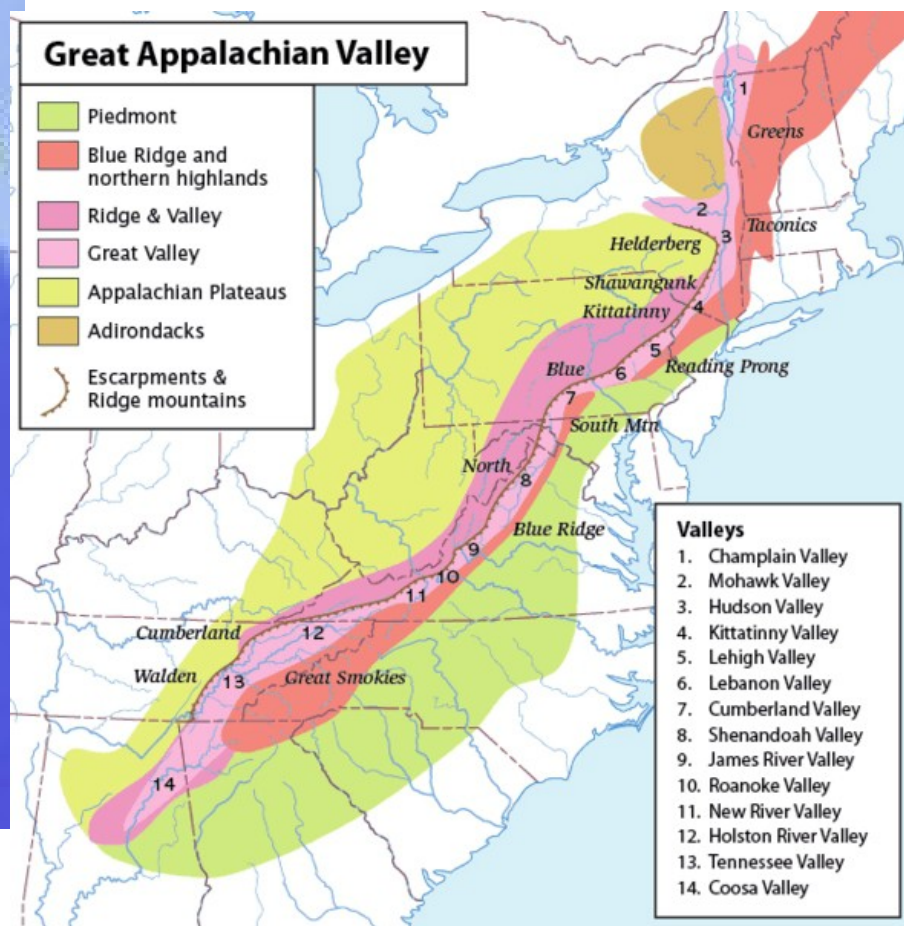 Great Appalachian Valley
Piedmont
Blue Ridge and
northern highlands
Ridge & Valley
Great Valley
Appalachian Plateaus
Adirondacks
Escarpments &
Ridge mountains
1
Greens
2
Taconics
3
Helderberg
Shawangunk
Kittatinny
4
5
Reading Prong
Blue
6
7
South Mtn
North
8
Blue Ridge
9
10
11
Cumberland
12
Walden
13
Great Smokies
14
Valleys
1. Champlain Valley
2. Mohawk Valley
3. Hudson Valley
4. Kittatinny Valley
5. Lehigh Valley
6. Lebanon Valley
7. Cumberland Valley
8. Shenandoah Valley
9. James River Valley
10. Roanoke Valley
11. New River Valley
12. Holston River Valley
13. Tennessee Valley
14. Coosa Valley